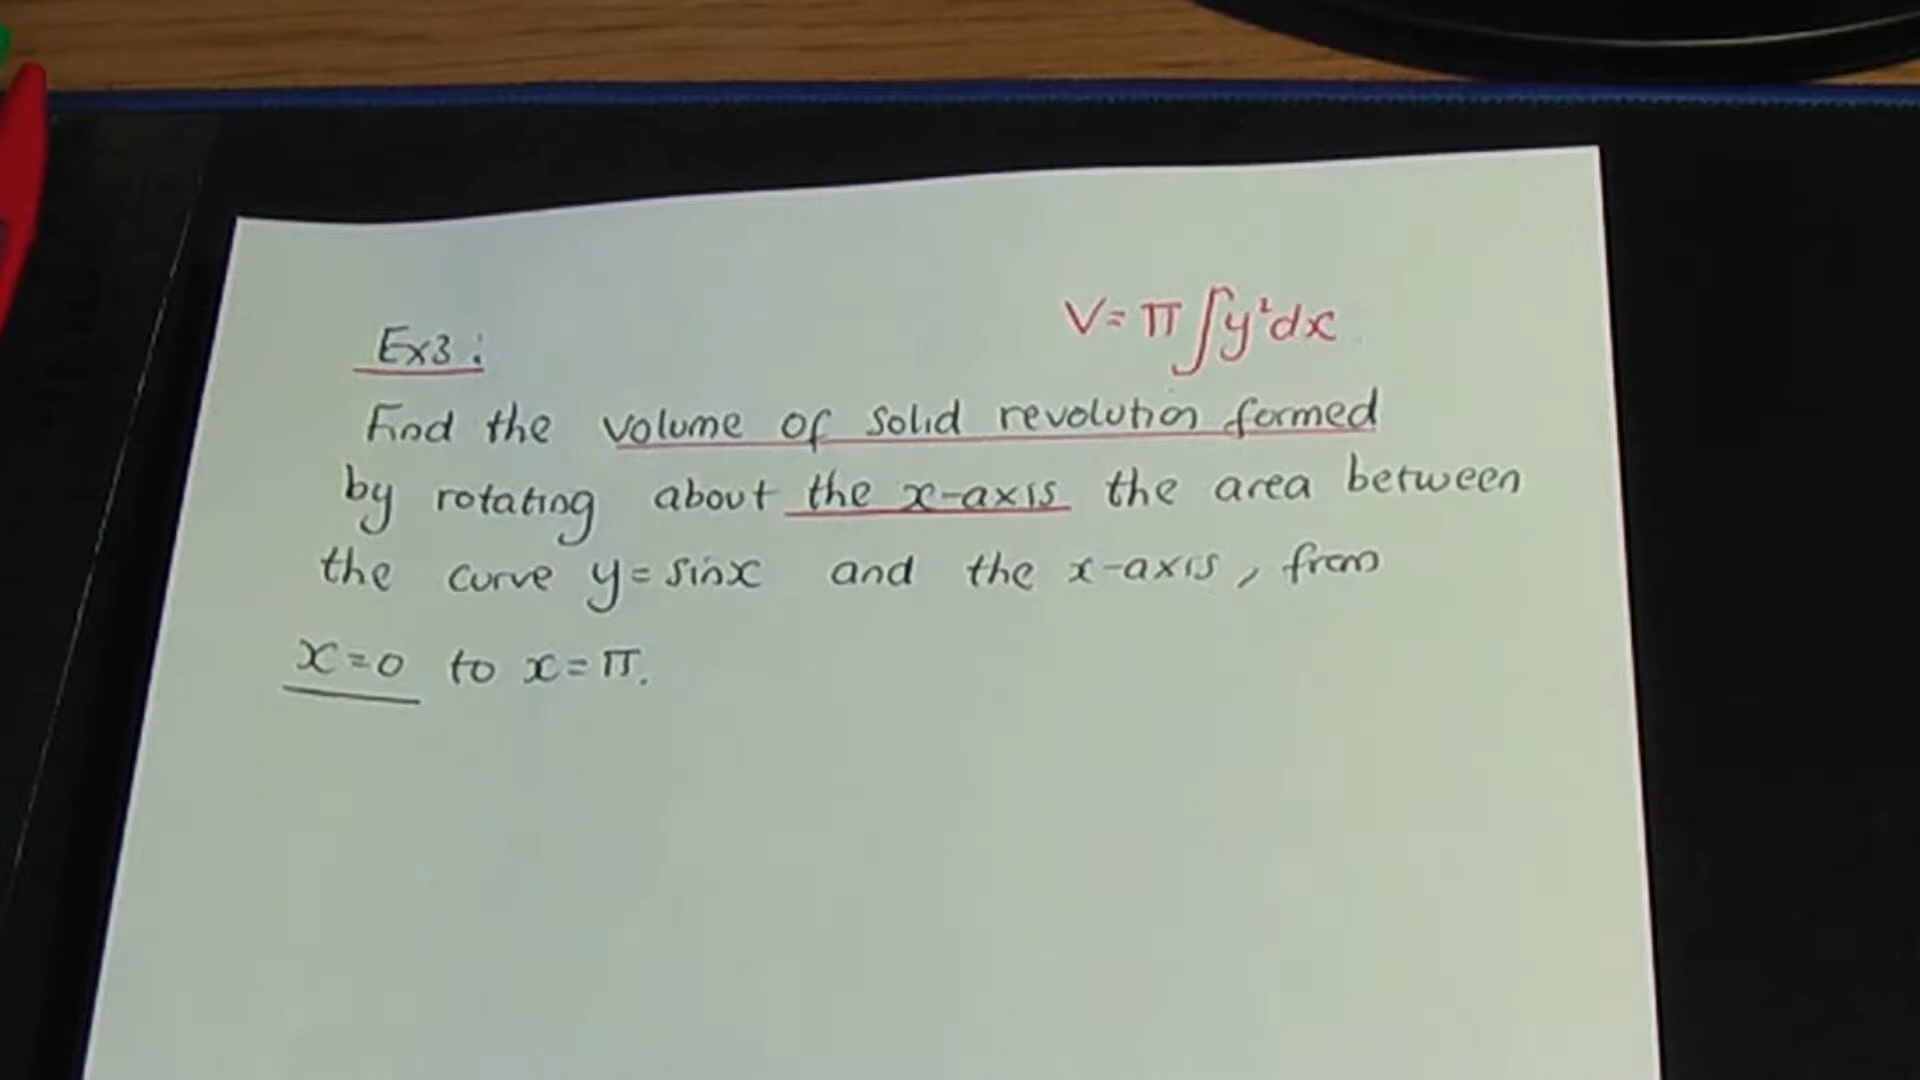 V = π ∫y²dx
Ex3:
Find the volume of solid revolution formed
by rotating about the x-axis the area between
the curve y = sinx and the x-axis, from
x=0 to x=π.